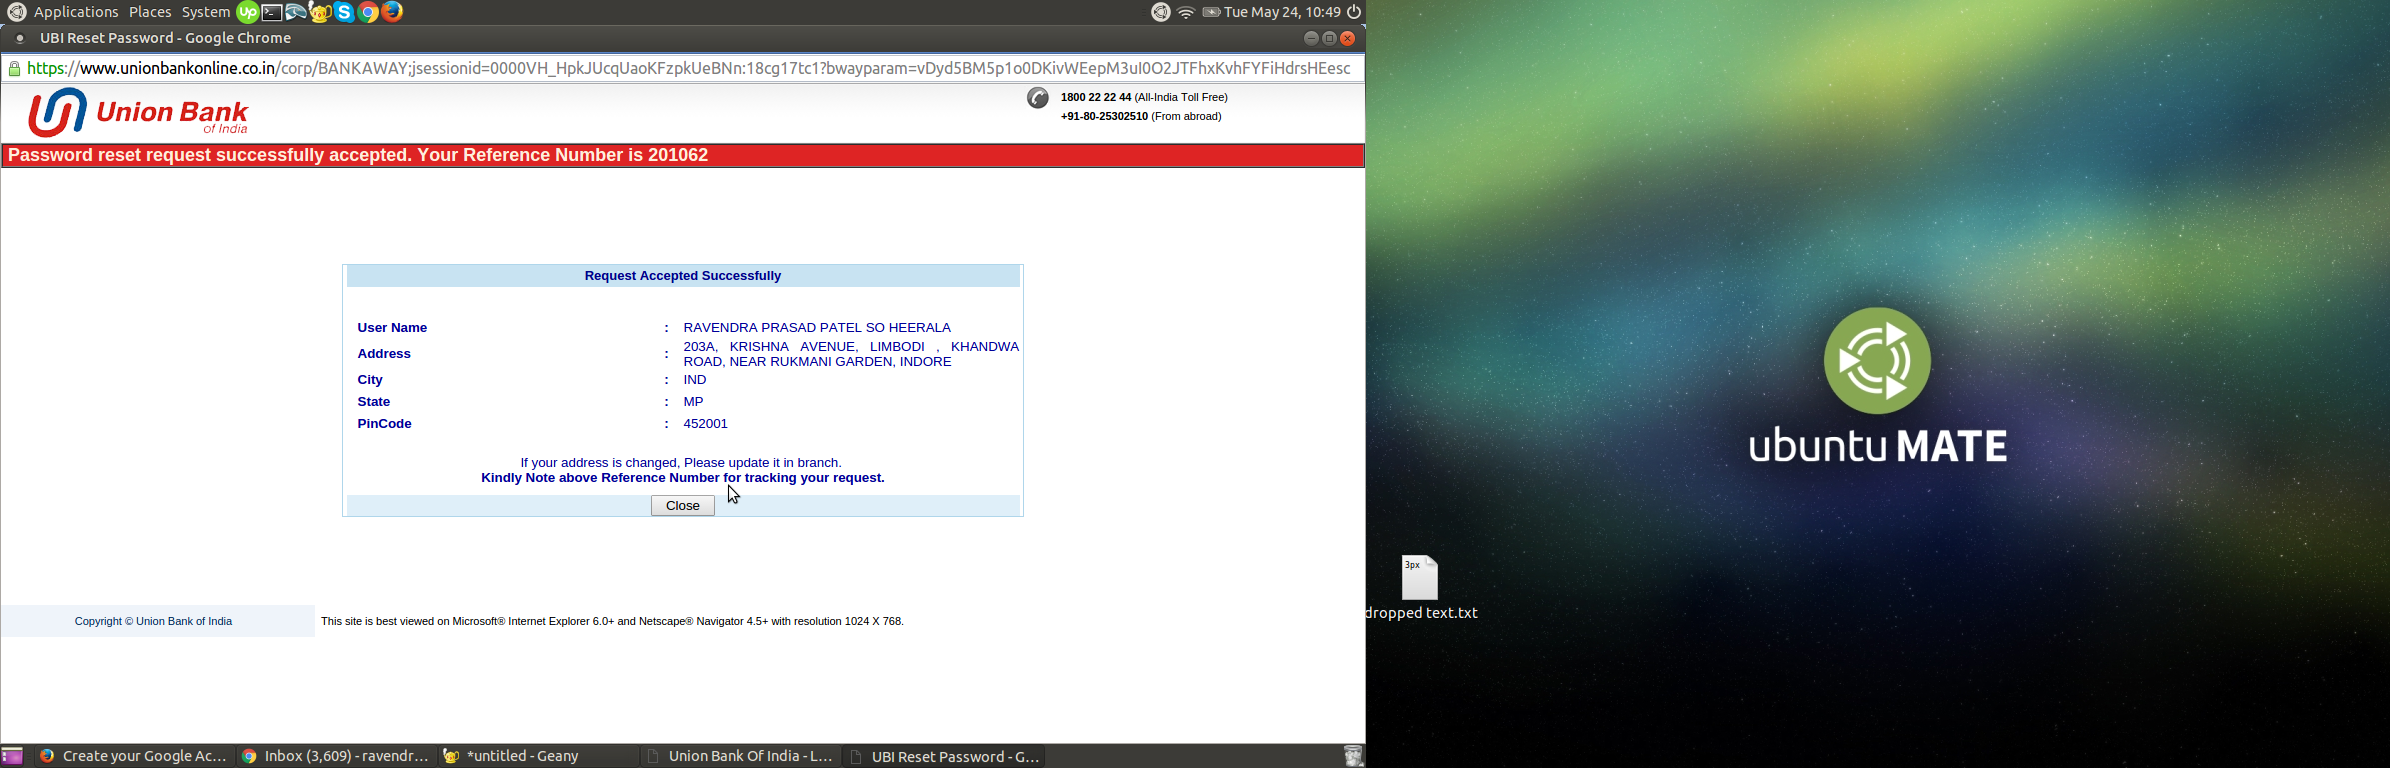 Applications Places System Up S Tue May 24, 10:49
UBI Reset Password - Google Chrome
https://www.unionbankonline.co.in/corp/BANKAWAY;jsessionid=0000VH_HpkJUcqUaoKFzpkUeBNn:18cg17tc1?bwayparam=vDyd5BM5p1o0DKivWEepM3uI0O2JTFhxKvhFYFiHdrsHEesc
Union Bank
of India
1800 22 22 44 (All-India Toll Free)
+91-80-25302510 (From abroad)
Password reset request successfully accepted. Your Reference Number is 201062
Request Accepted Successfully
User Name : RAVENDRA PRASAD PATEL SO HEERALA
Address : 203A, KRISHNA AVENUE, LIMBODI , KHANDWA
ROAD, NEAR RUKMANI GARDEN, INDORE
City : IND
State : MP
PinCode : 452001
If your address is changed, Please update it in branch.
Kindly Note above Reference Number for tracking your request.
Close
Copyright © Union Bank of India
This site is best viewed on Microsoft® Internet Explorer 6.0+ and Netscape® Navigator 4.5+ with resolution 1024 X 768.
Create your Google Ac... Inbox (3,609) - ravendr... *untitled - Geany Union Bank Of India - L... UBI Reset Password - G...
ubuntu MATE
3px
dropped text.txt